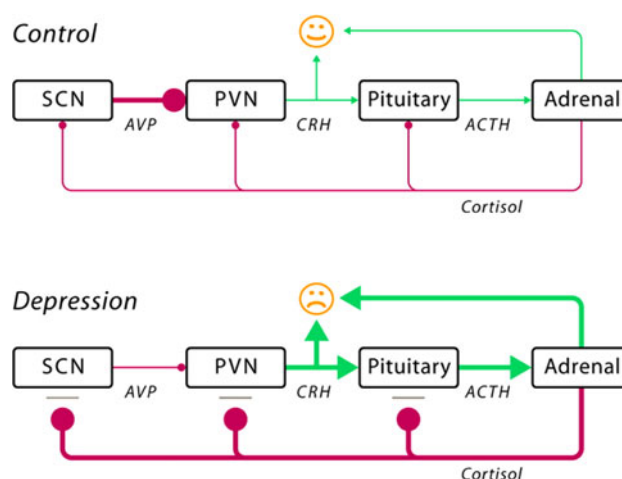 Control
SCN PVN Pituitary Adrenal
AVP CRH ACTH
Cortisol
Depression
SCN PVN Pituitary Adrenal
AVP CRH ACTH
Cortisol